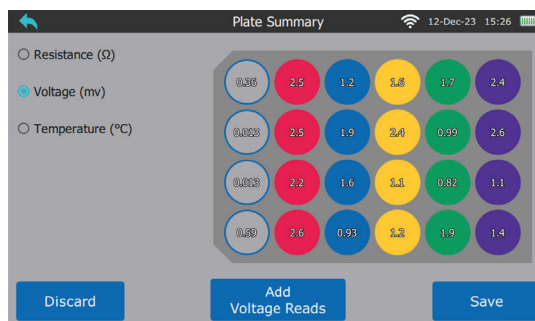 Plate Summary
12-Dec-23 15:26
Resistance (Ω)
Voltage (mv)
Temperature (ºC)
0.36 2.5 1.2 1.6 1.7 2.4
0.013 2.5 1.9 2.4 0.99 2.6
0.013 2.2 1.6 1.1 0.82 1.1
0.59 2.6 0.93 1.2 1.9 1.4
Discard
Add
Voltage Reads
Save